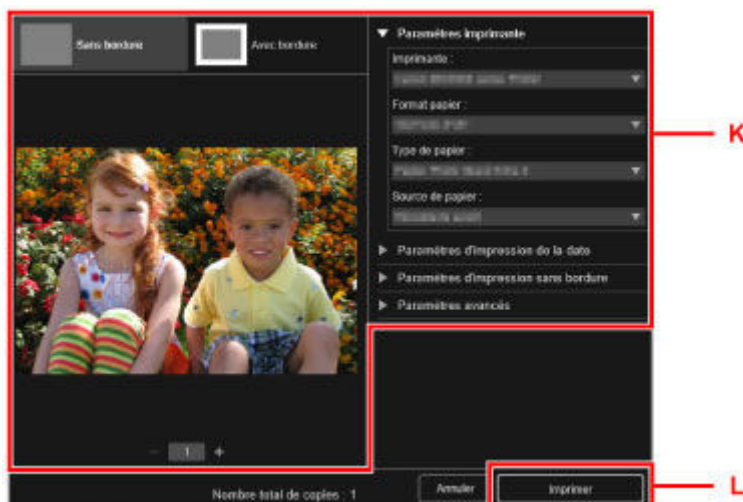 Sans bordure
Avec bordure
Paramètres imprimante
Imprimante :
Format papier :
Type de papier :
Source de papier :
Paramètres d'impression de la date
Paramètres d'impression sans bordure
Paramètres avancés
K
1
Nombre total de copies : 1
Annuler
Imprimer
L